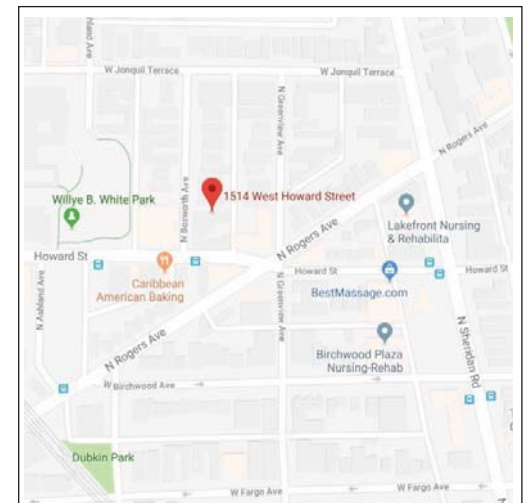 Ashland Ave
W Jonquil Terrace
W Jonquil Terrace
N Greenview Ave
N Rogers Ave
N Bosworth Ave
Willye B. White Park
1514 West Howard Street
Lakefront Nursing
& Rehabilita
N Rogers Ave
Howard St
Howard St
Howard St
Caribbean
American Baking
BestMassage.com
N Ashland Ave
N Greenview Ave
N Sheridan Rd
N Rogers Ave
Birchwood Plaza
Nursing-Rehab
W Birchwood Ave
Dubkin Park
W Fargo Ave
W Fargo Ave